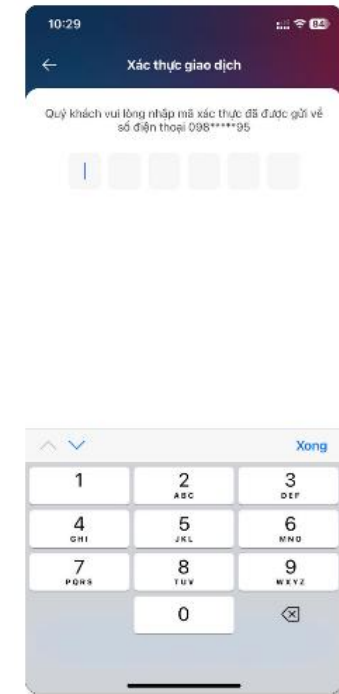 10:29
84
Xác thực giao dịch
Quý khách vui lòng nhập mã xác thực đã được gửi về
số điện thoại 098*****95
Xong
1
2
ABC
3
DEF
4
GHI
5
JKL
6
MNO
7
PQRS
8
TUV
9
WXYZ
0